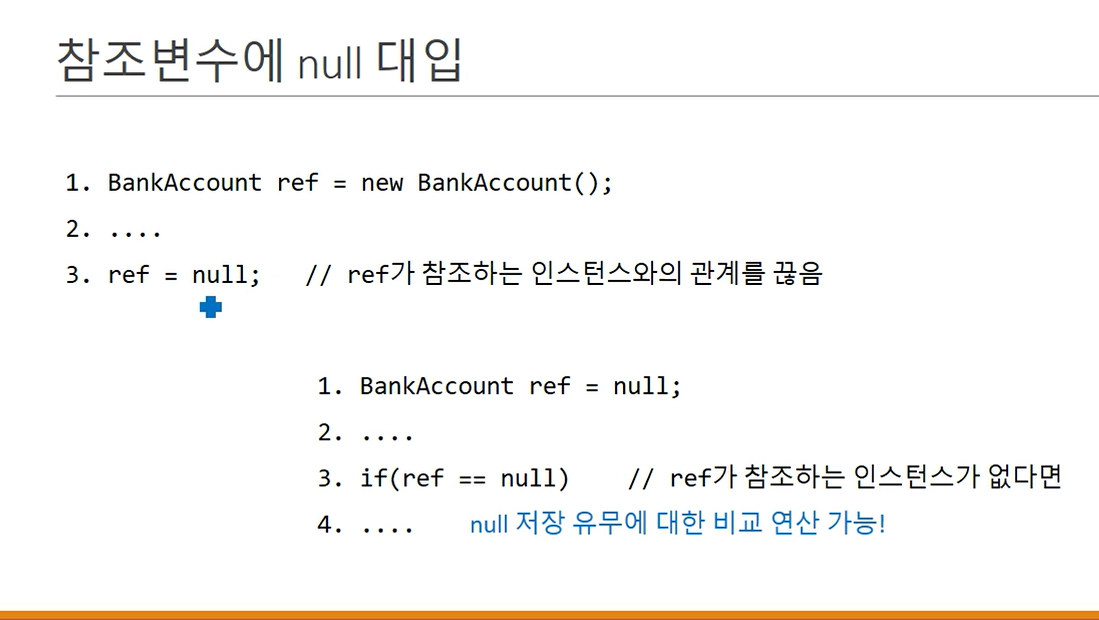 참조변수에 null 대입
1. BankAccount ref = new BankAccount();
2. ....
3. ref = null;   // ref가 참조하는 인스턴스와의 관계를 끊음
1. BankAccount ref = null;
2. ....
3. if(ref == null)    // ref가 참조하는 인스턴스가 없다면
4. ....    null 저장 유무에 대한 비교 연산 가능!